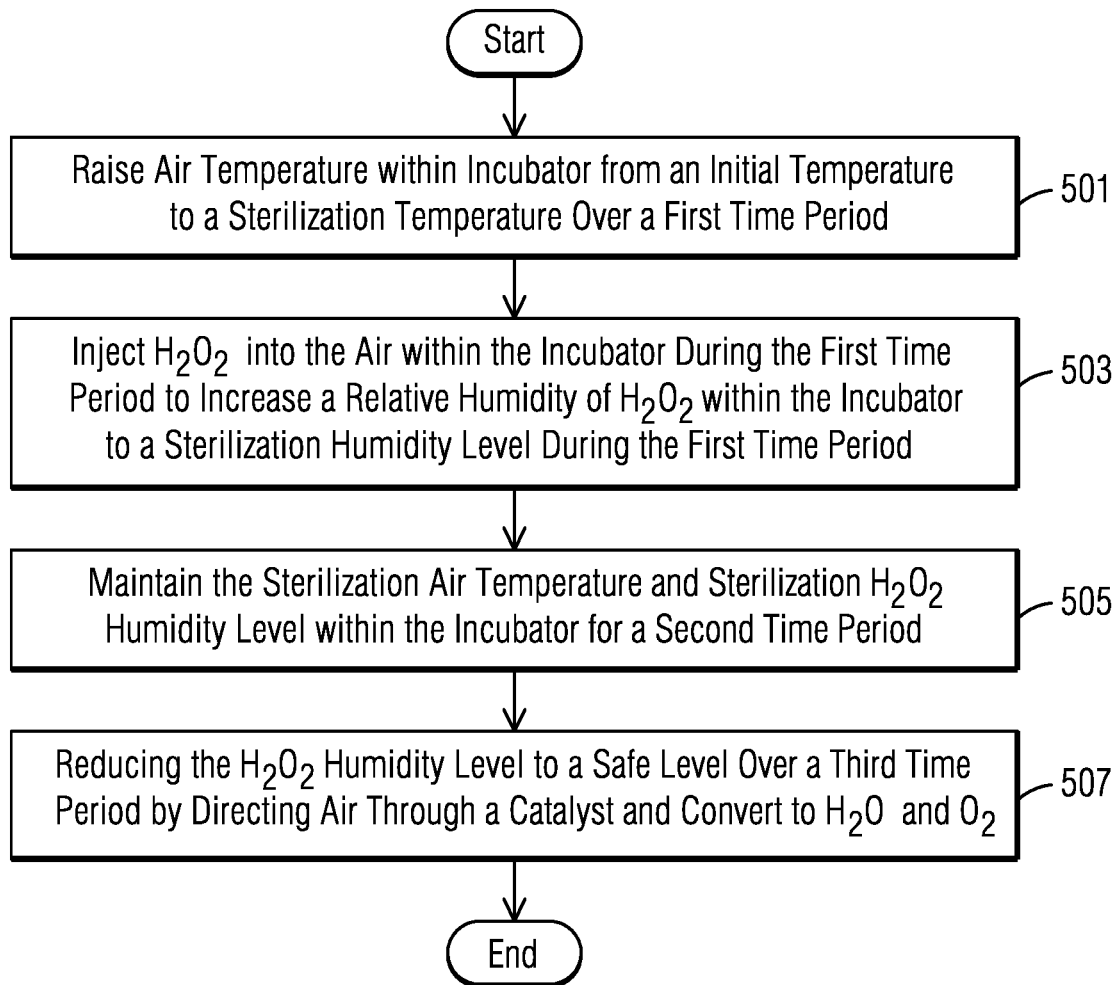 Start
Raise Air Temperature within Incubator from an Initial Temperature
to a Sterilization Temperature Over a First Time Period
501
Inject H₂O₂ into the Air within the Incubator During the First Time
Period to Increase a Relative Humidity of H₂O₂ within the Incubator
to a Sterilization Humidity Level During the First Time Period
503
Maintain the Sterilization Air Temperature and Sterilization H₂O₂
Humidity Level within the Incubator for a Second Time Period
505
Reducing the H₂O₂ Humidity Level to a Safe Level Over a Third Time
Period by Directing Air Through a Catalyst and Convert to H₂O and O₂
507
End